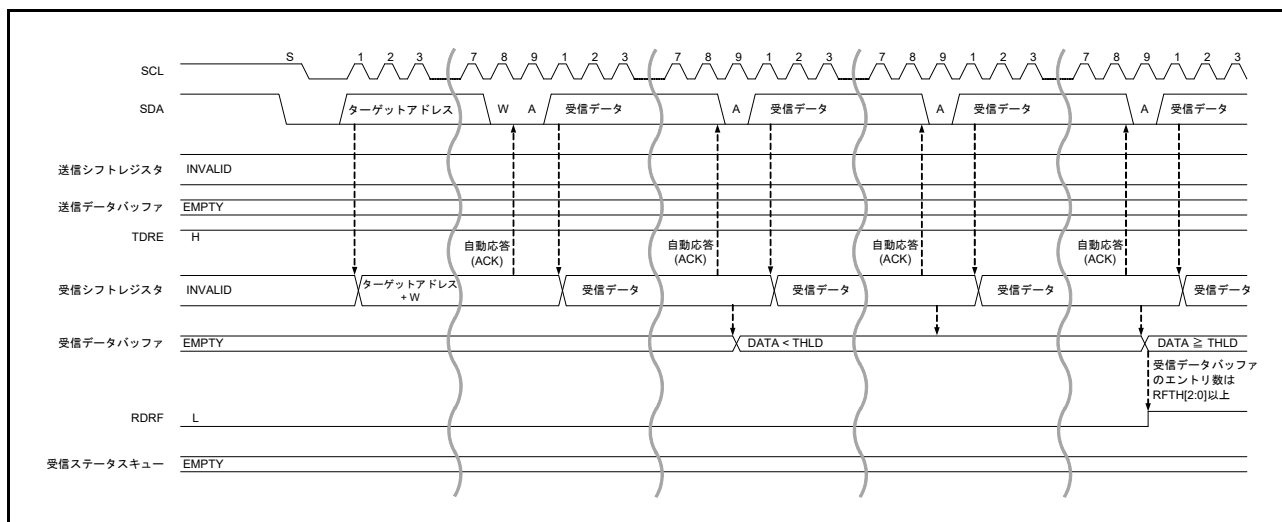 S 1 2 3 7 8 9 1 2 3 7 8 9 1 2 3 7 8 9 1 2 3 7 8 9 1 2 3
SCL
SDA ターゲットアドレス W A 受信データ A 受信データ A 受信データ A 受信データ
送信シフトレジスタ INVALID
送信データバッファ EMPTY
TDRE H
自動応答 自動応答 自動応答 自動応答
(ACK) (ACK) (ACK) (ACK)
受信シフトレジスタ INVALID ターゲットアドレス 受信データ 受信データ 受信データ 受信データ
+ W
受信データバッファ EMPTY DATA < THLD DATA ≧ THLD
受信データバッファ
のエントリ数は
RFTH[2:0]以上
RDRF L
受信ステータスキュー EMPTY